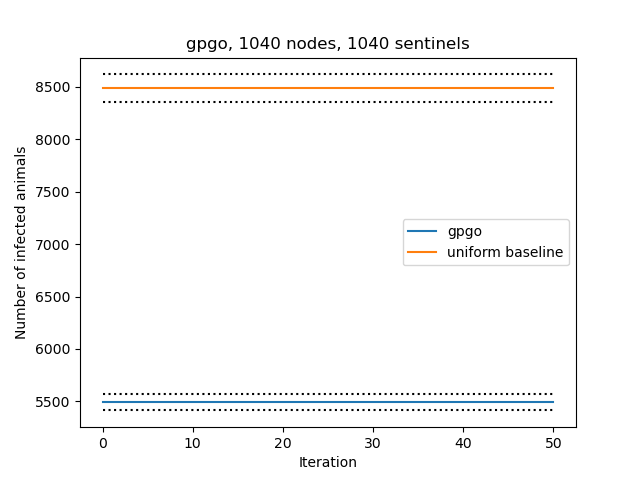 gpgo, 1040 nodes, 1040 sentinels
Number of infected animals
8500
8000
7500
7000
6500
6000
5500
gpgo
uniform baseline
0 10 20 30 40 50
Iteration